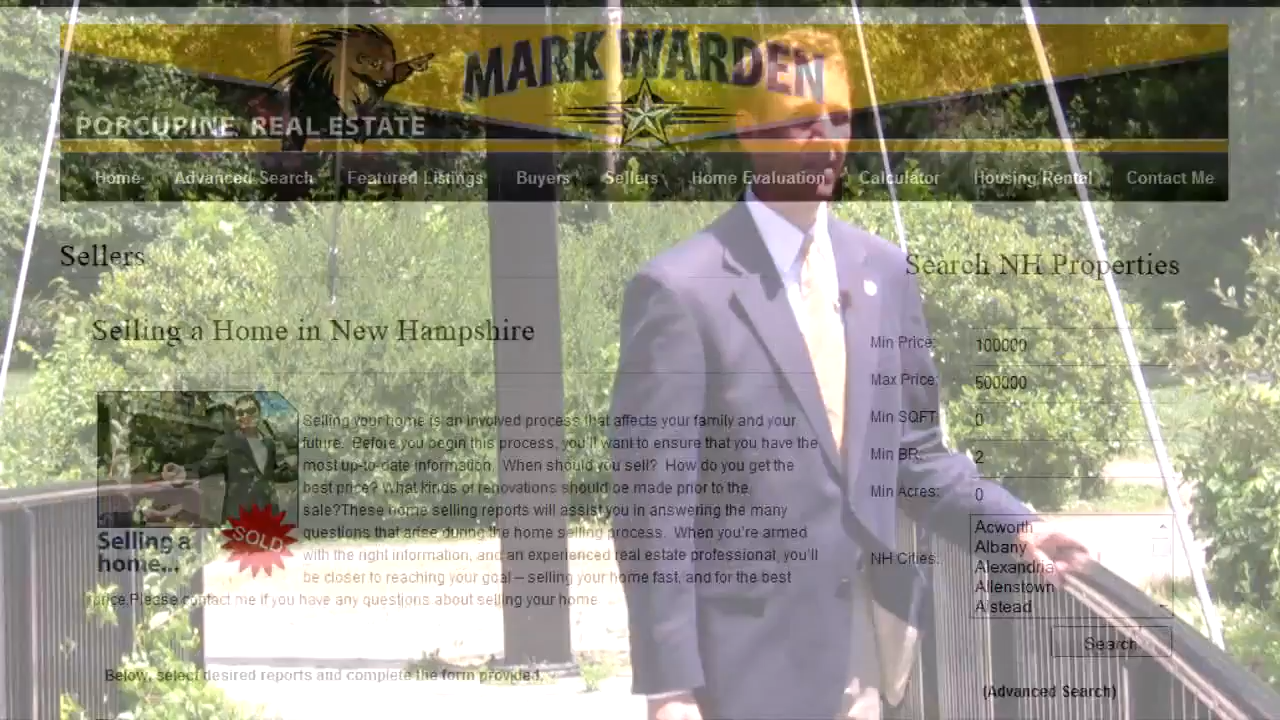 MARK WARDEN
PORCUPINE REAL ESTATE
Home Advanced Search Featured Listings Buyers Sellers Home Evaluation Calculator Housing Rental Contact Me
Sellers
Selling a Home in New Hampshire
Selling a
home...
SOLD
Selling your home is an involved process that affects your family and your
future. Before you begin this process, you'll want to ensure that you have the
most up-to-date information. When should you sell? How do you get the
best price? What kinds of renovations should be made prior to the
sale?These home selling reports will assist you in answering the many
questions that arise during the home selling process. When you're armed
with the right information, and an experienced real estate professional, you'll
be closer to reaching your goal – selling your home fast, and for the best
price.Please contact me if you have any questions about selling your home
Below, select desired reports and complete the form provided.
Search NH Properties
Min Price: 100000
Max Price: 500000
Min SQFT: 0
Min BR: 2
Min Acres: 0
NH Cities:
Acworth
Albany
Alexandria
Allenstown
Alstead
Search
(Advanced Search)